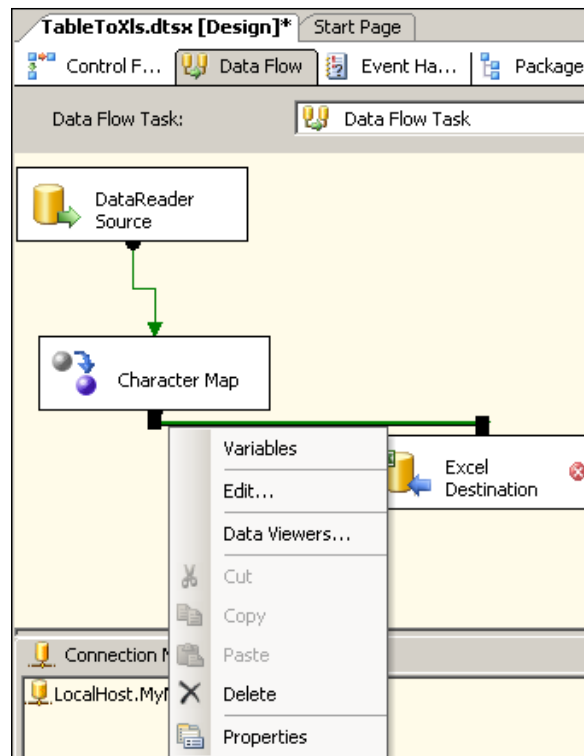 TableToXls.dtsx [Design]* Start Page
Control F... Data Flow Event Ha... Package
Data Flow Task: Data Flow Task
DataReader
Source
Character Map
Variables
Excel
Destination
Edit...
Data Viewers...
Cut
Copy
Connection
Paste
LocalHost.
Delete
Properties